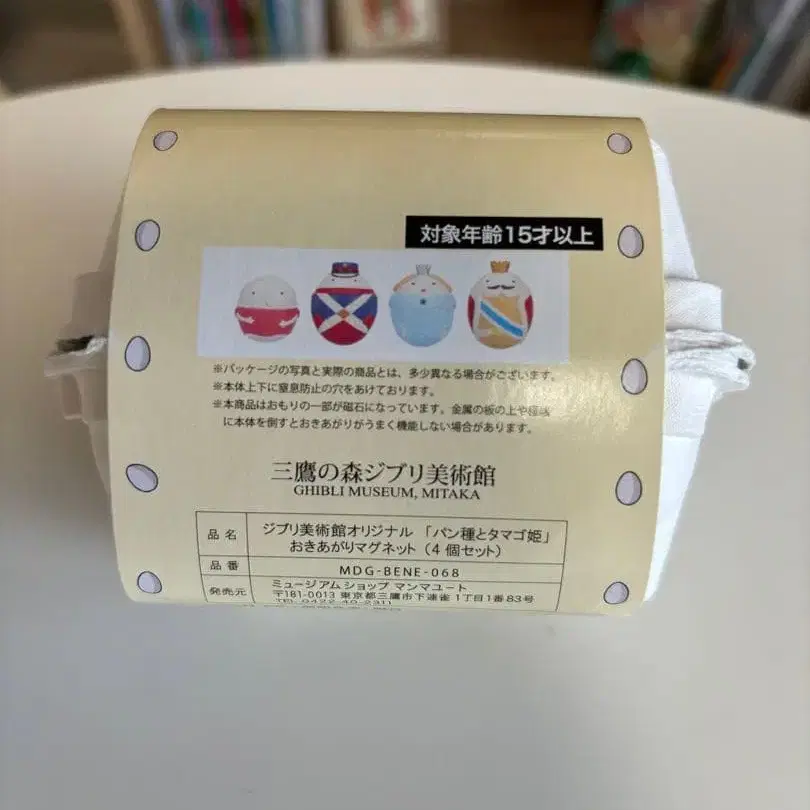 対象年齢15才以上
※パッケージの写真と実際の商品とは、多少異なる場合がございます。
※本体上下に窒息防止の穴をあけております。
※本商品はおもりの一部が磁石になっています。金属の板の上や極端
に本体を倒すとおきあがりがうまく機能しない場合があります。
三鷹の森ジブリ美術館
GHIBLI MUSEUM, MITAKA
品名 ジブリ美術館オリジナル 「パン種とタマゴ姫」
おきあがりマグネット（4個セット）
品番 MDG-BENE-068
発売元 ミュージアムショップ マンマユート
〒181-0013 東京都三鷹市下連雀1丁目1番83号